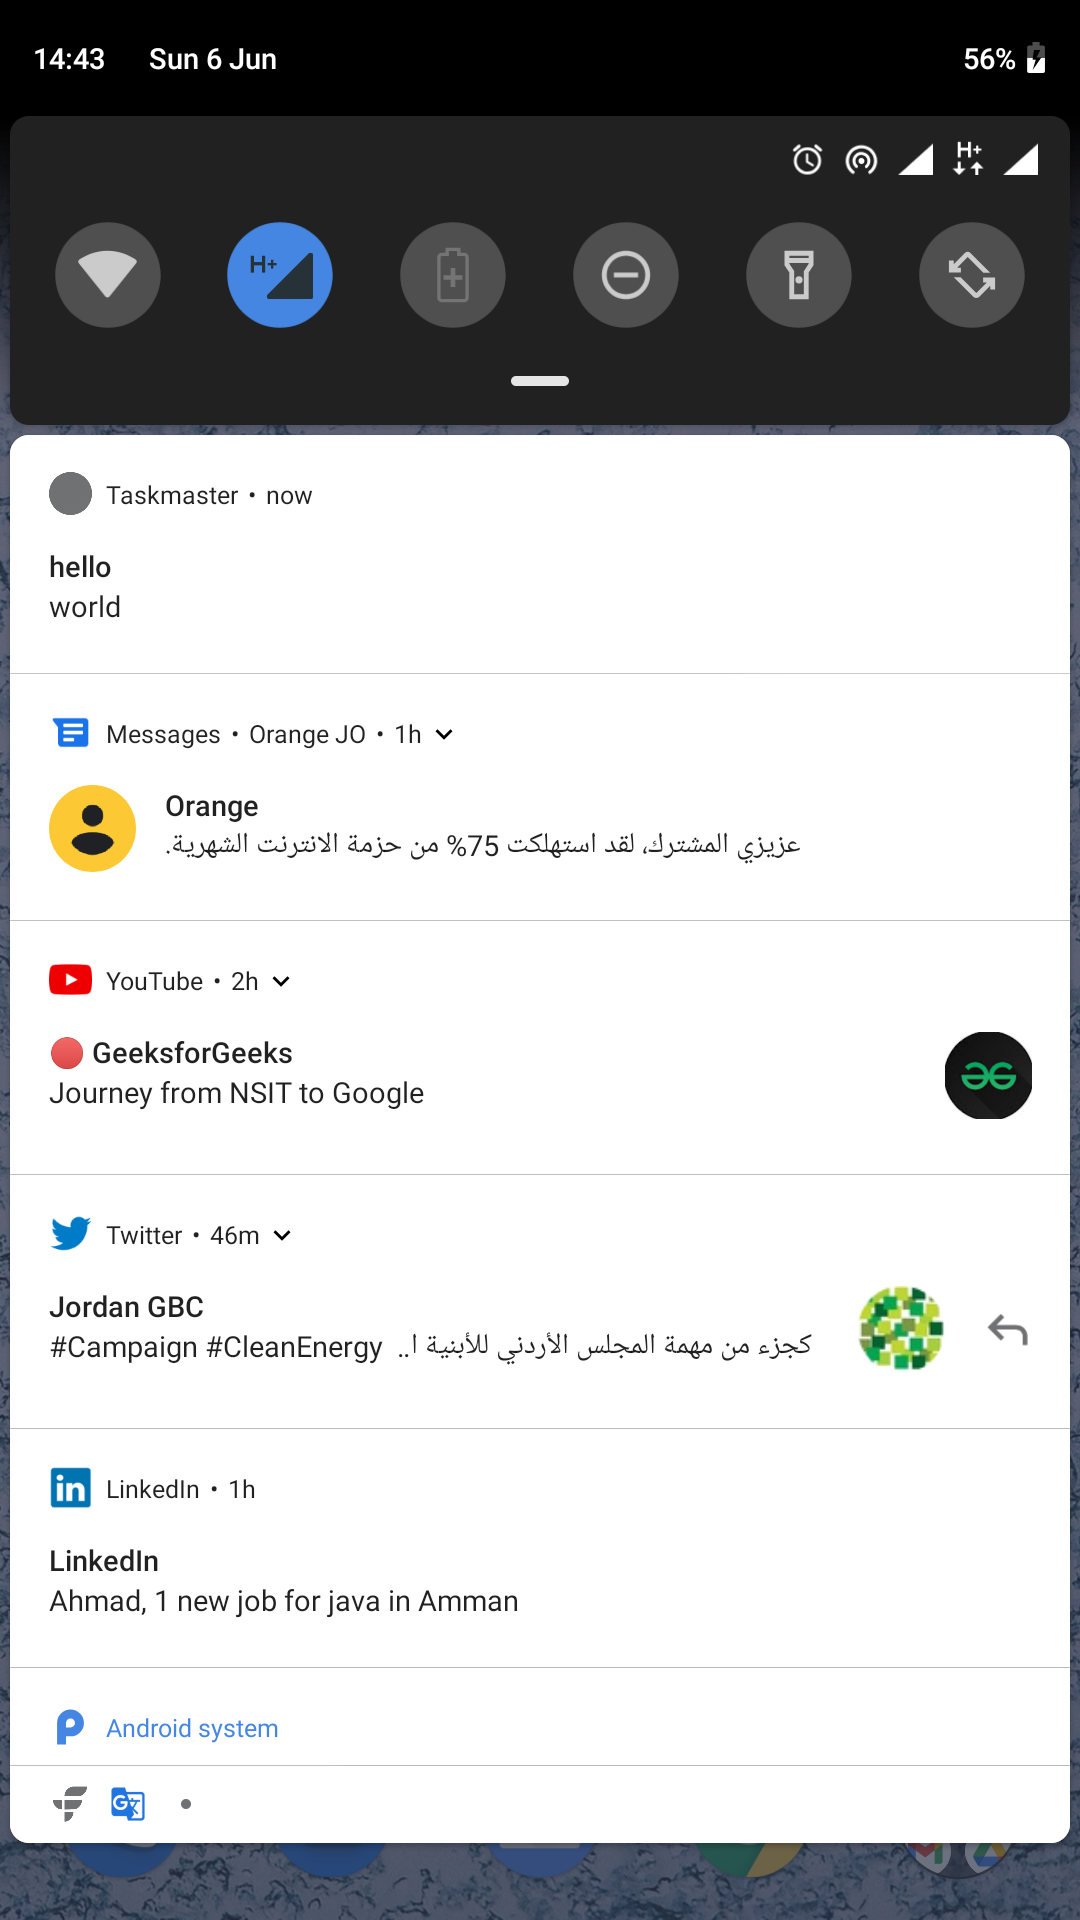 14:43 Sun 6 Jun 56%
H+
H+
Taskmaster • now
hello
world
Messages • Orange JO • 1h
Orange
عزيزي المشترك، لقد استهلكت 75% من حزمة الانترنت الشهرية.
YouTube • 2h
🔴 GeeksforGeeks
Journey from NSIT to Google
Twitter • 46m
Jordan GBC
#Campaign #CleanEnergy كجزء من مهمة المجلس الأردني للأبنية ا..
in LinkedIn • 1h
LinkedIn
Ahmad, 1 new job for java in Amman
Android system